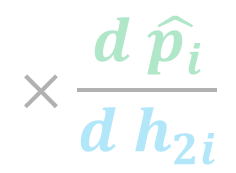 × d p̂ᵢ
d h₂ᵢ